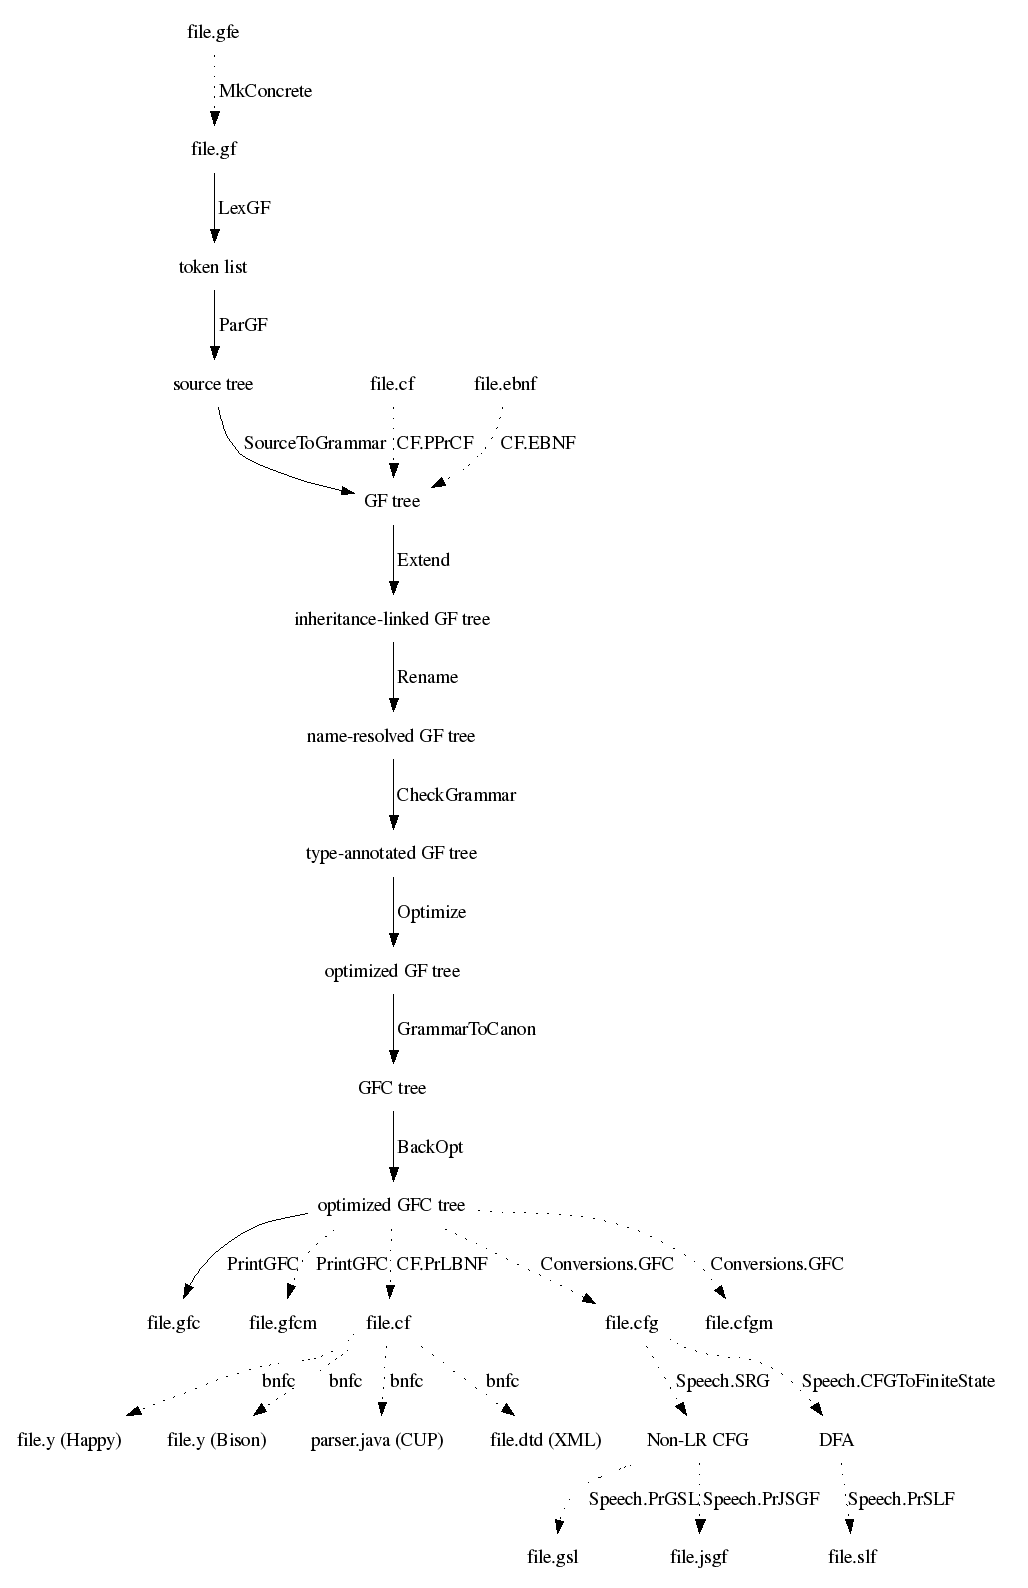 file.gfe
MkConcrete
file.gf
LexGF
token list
ParGF
source tree
file.cf
file.ebnf
SourceToGrammar
CF.PPrCF
CF.EBNF
GF tree
Extend
inheritance-linked GF tree
Rename
name-resolved GF tree
CheckGrammar
type-annotated GF tree
Optimize
optimized GF tree
GrammarToCanon
GFC tree
BackOpt
optimized GFC tree
PrintGFC
PrintGFC
CF.PrLBNF
Conversions.GFC
Conversions.GFC
file.gfc
file.gfcm
file.cf
file.cfg
file.cfgm
bnfc
bnfc
bnfc
bnfc
Speech.SRG
Speech.CFGToFiniteState
file.y (Happy)
file.y (Bison)
parser.java (CUP)
file.dtd (XML)
Non-LR CFG
DFA
Speech.PrGSL
Speech.PrJSGF
Speech.PrSLF
file.gsl
file.jsgf
file.slf